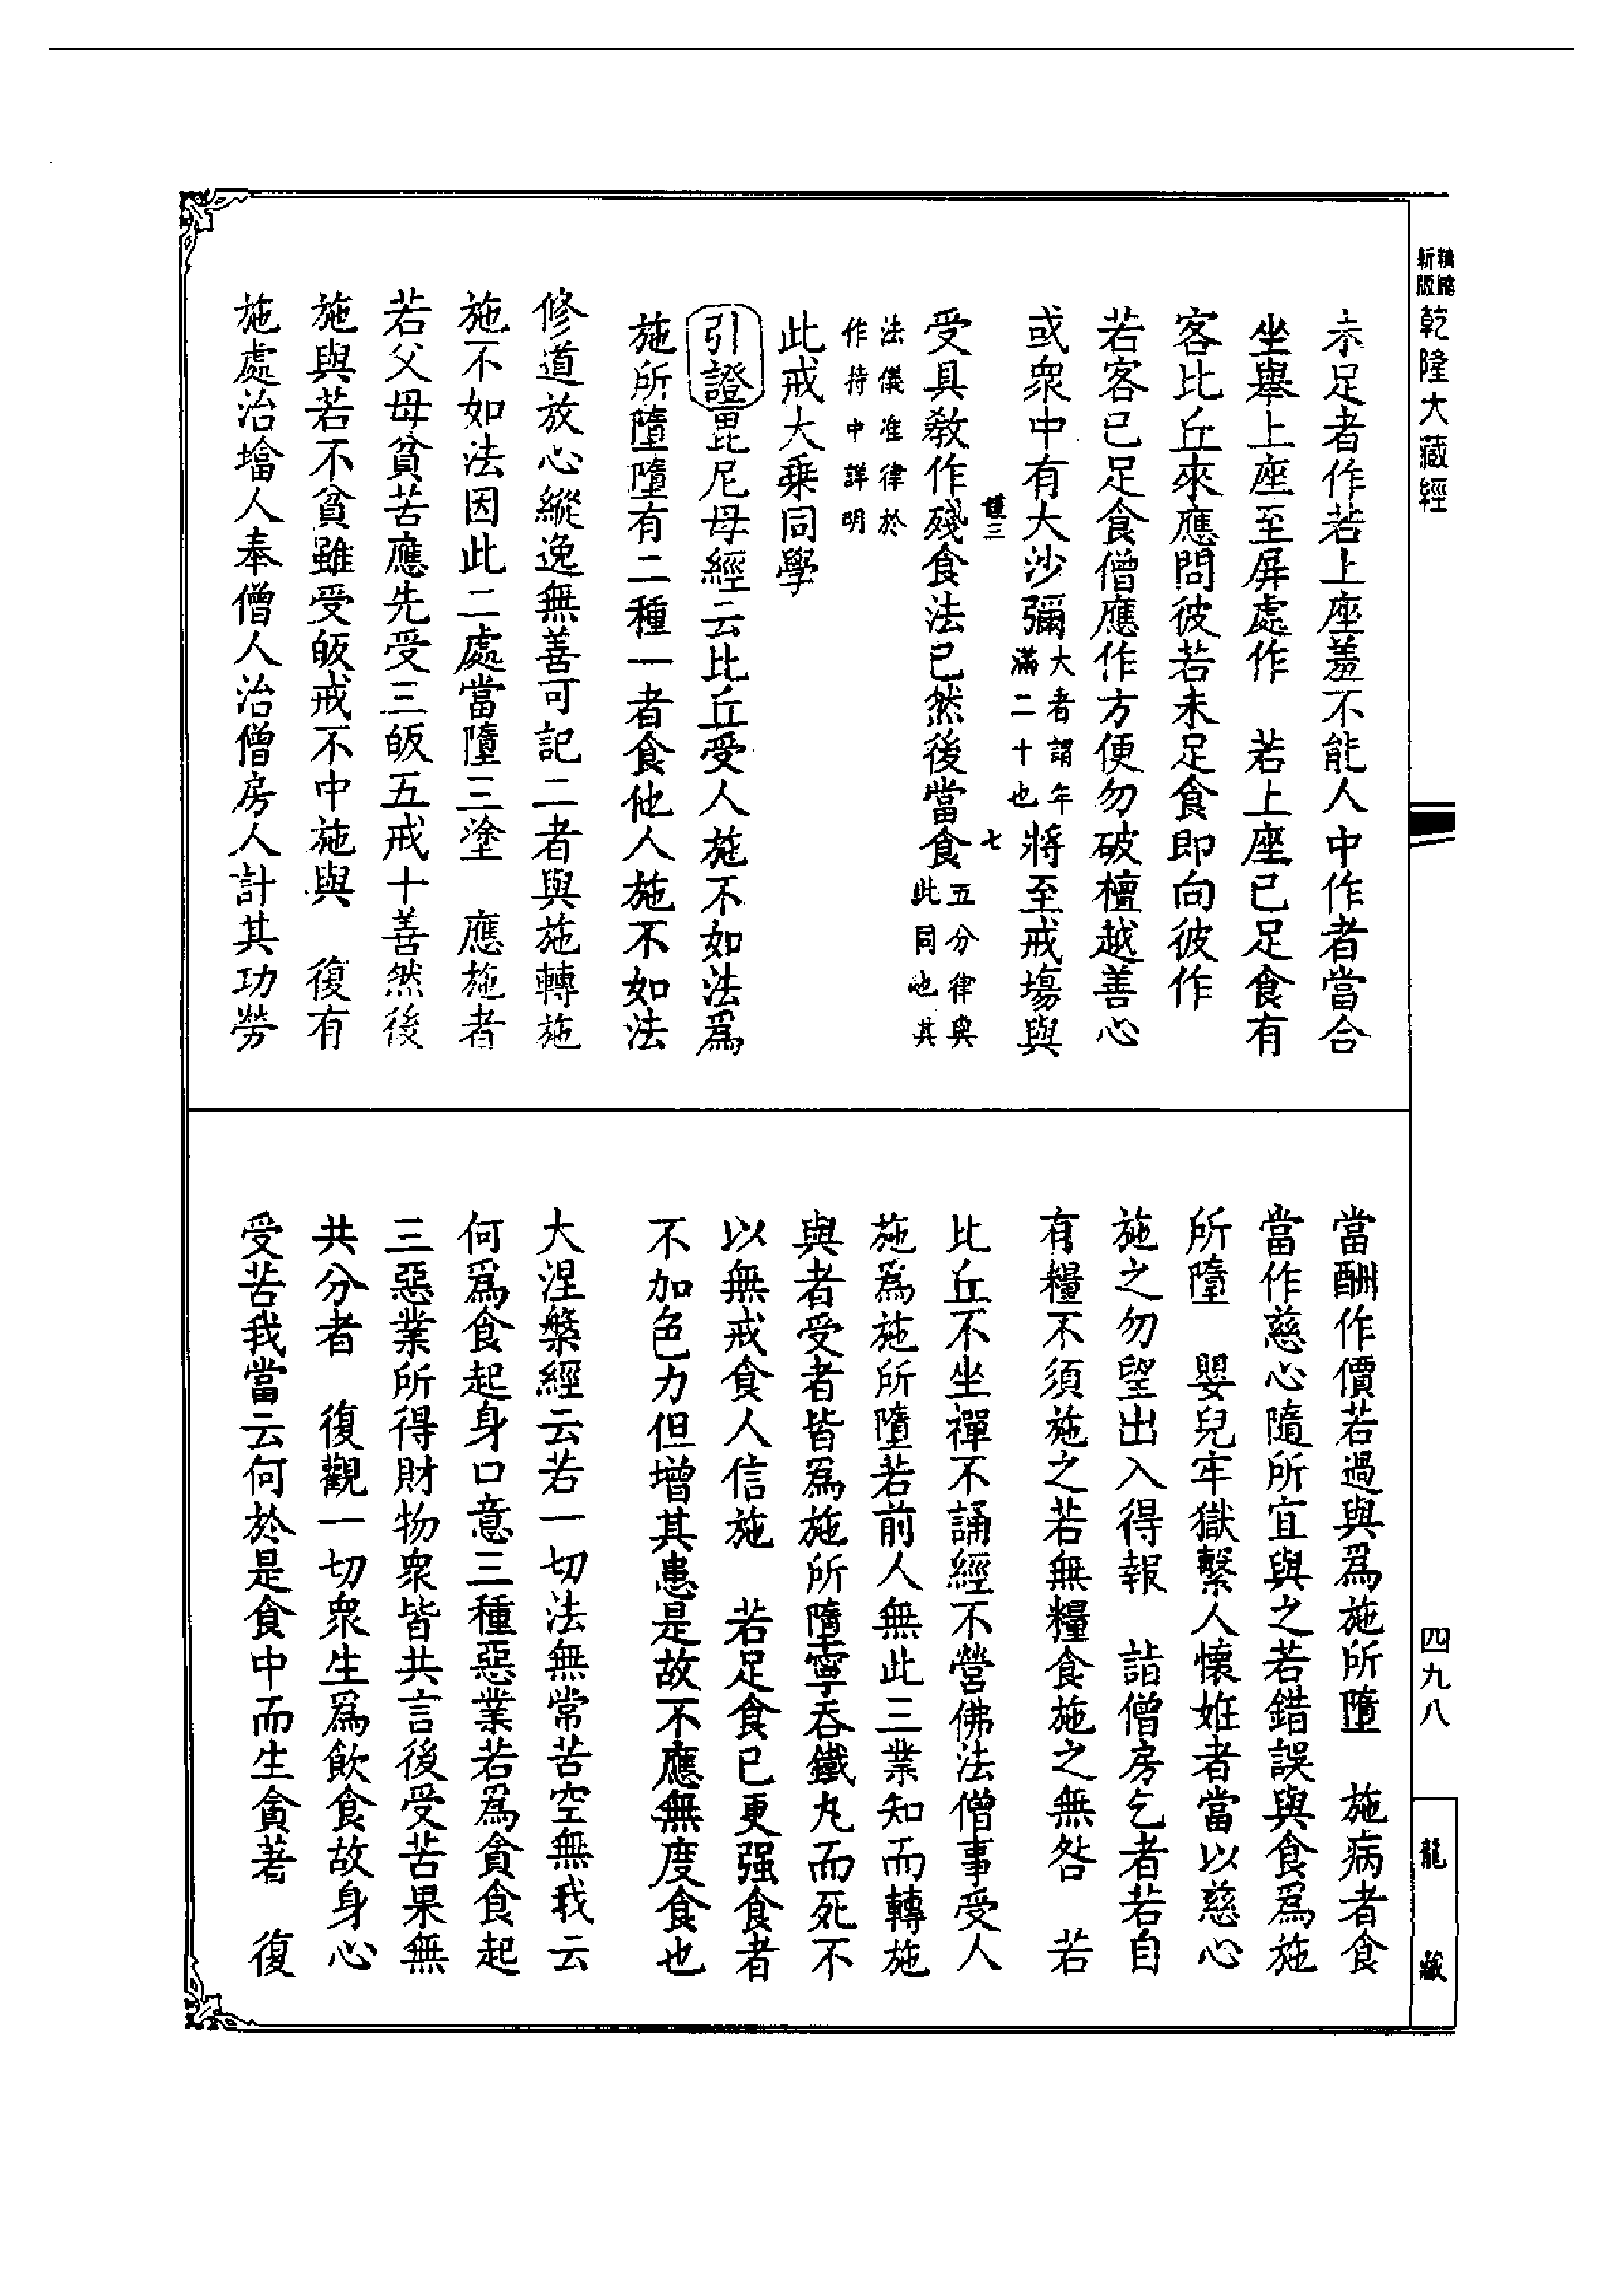 精縮
新版
乾隆大藏經
未足者作若上座羞不能人中作者當合
坐舉上座至屏處作　若上座已足食有
客比丘來應問彼若未足食即向彼作
若客已足食僧應作方便勿破檀越善心
或衆中有大沙彌大者謂年滿二十也將至戒場與
謹三　七
受具教作殘食法已然後當食五分律與此同也其
法儀准律於作持中詳明
此戒大乗同學
引證毘尼母經云比丘受人施不如法爲
施所墮墮有二種一者食他人施不如法
修道放心縱逸無善可記二者與施轉施
施不如法因此二處當墮三塗　應施者
若父母貧苦應先受三皈五戒十善然後
施與若不貧雖受皈戒不中施與　復有
施處治墖人奉僧人治僧房人計其功勞
當酬作價若過與爲施所墮　施病者食
當作慈心隨所宜與之若錯誤與食爲施
所墮　嬰兒牢獄繫人懷姙者當以慈心
施之勿望出入得報　詣僧房乞者若自
有糧不須施之若無糧食施之無咎　若
比丘不坐禪不誦經不營佛法僧事受人
施爲施所墮若前人無此三業知而轉施
與者受者皆爲施所墮寧吞鐵丸而死不
以無戒食人信施　若足食已更强食者
不加色力但增其患是故不應無度食也
大涅槃經云若一切法無常苦空無我云
何爲食起身口意三種惡業若爲貪食起
三惡業所得財物衆皆共言後受苦果無
共分者　復觀一切衆生爲飲食故身心
受苦我當云何於是食中而生貪著　復
四九八
龍藏